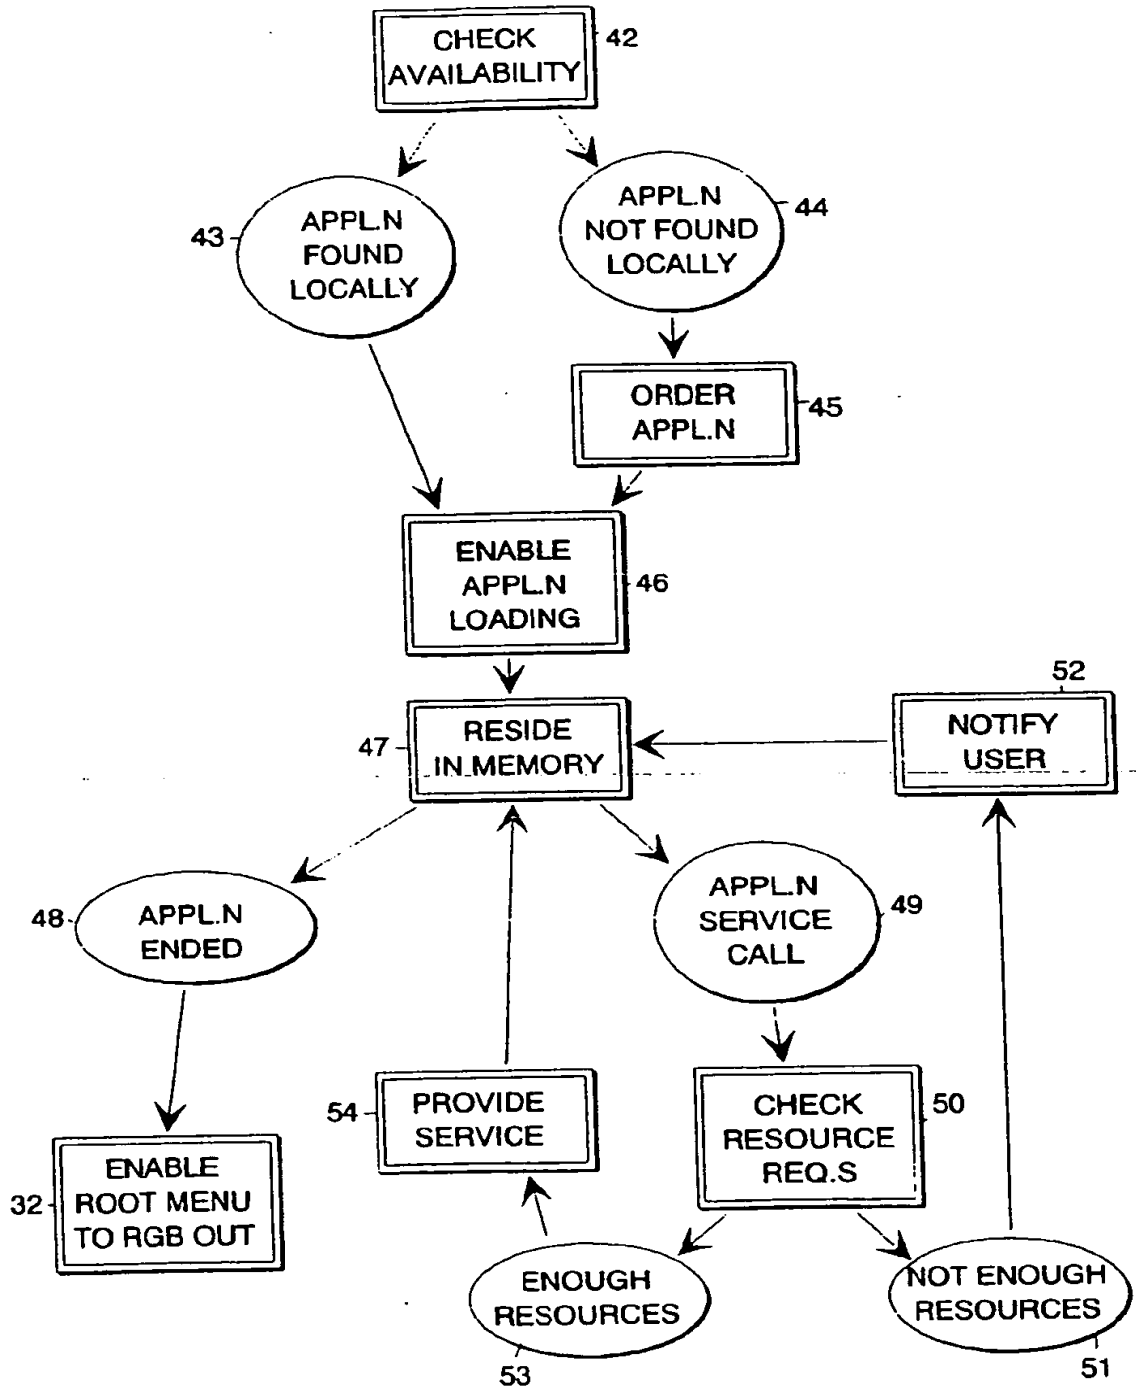 CHECK
AVAILABILITY
42
APPL.N
FOUND
LOCALLY
43
APPL.N
NOT FOUND
LOCALLY
44
ORDER
APPL.N
45
ENABLE
APPL.N
LOADING
46
52
RESIDE
IN MEMORY
47
NOTIFY
USER
48
APPL.N
ENDED
APPL.N
SERVICE
CALL
49
54
PROVIDE
SERVICE
CHECK
RESOURCE
REQ.S
50
32
ENABLE
ROOT MENU
TO RGB OUT
ENOUGH
RESOURCES
53
NOT ENOUGH
RESOURCES
51